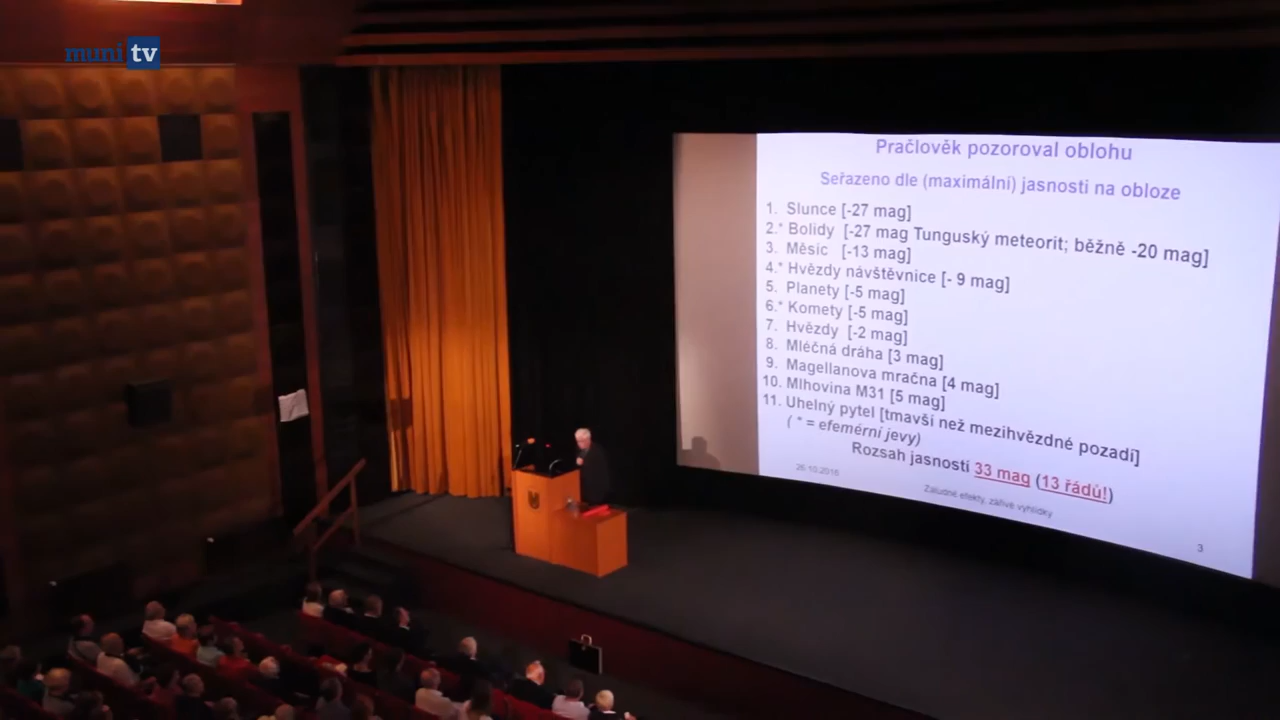 muni tv
Pračlověk pozoroval oblohu
Seřazeno dle (maximální) jasnosti na obloze
1. Slunce [-27 mag]
2.* Bolidy [-27 mag Tunguský meteorit; běžně -20 mag]
3. Měsíc [-13 mag]
4.* Hvězdy návštěvnice [- 9 mag]
5. Planety [-5 mag]
6.* Komety [-5 mag]
7. Hvězdy [-2 mag]
8. Mléčná dráha [3 mag]
9. Magellanova mračna [4 mag]
10. Mlhovina M31 [5 mag]
11. Uhelný pytel [tmavší než mezihvězdné pozadí]
( * = efemérní jevy)
Rozsah jasností 33 mag (13 řádů!)
26.10.2016
Záludné efekty, zářivé vyhlídky
3